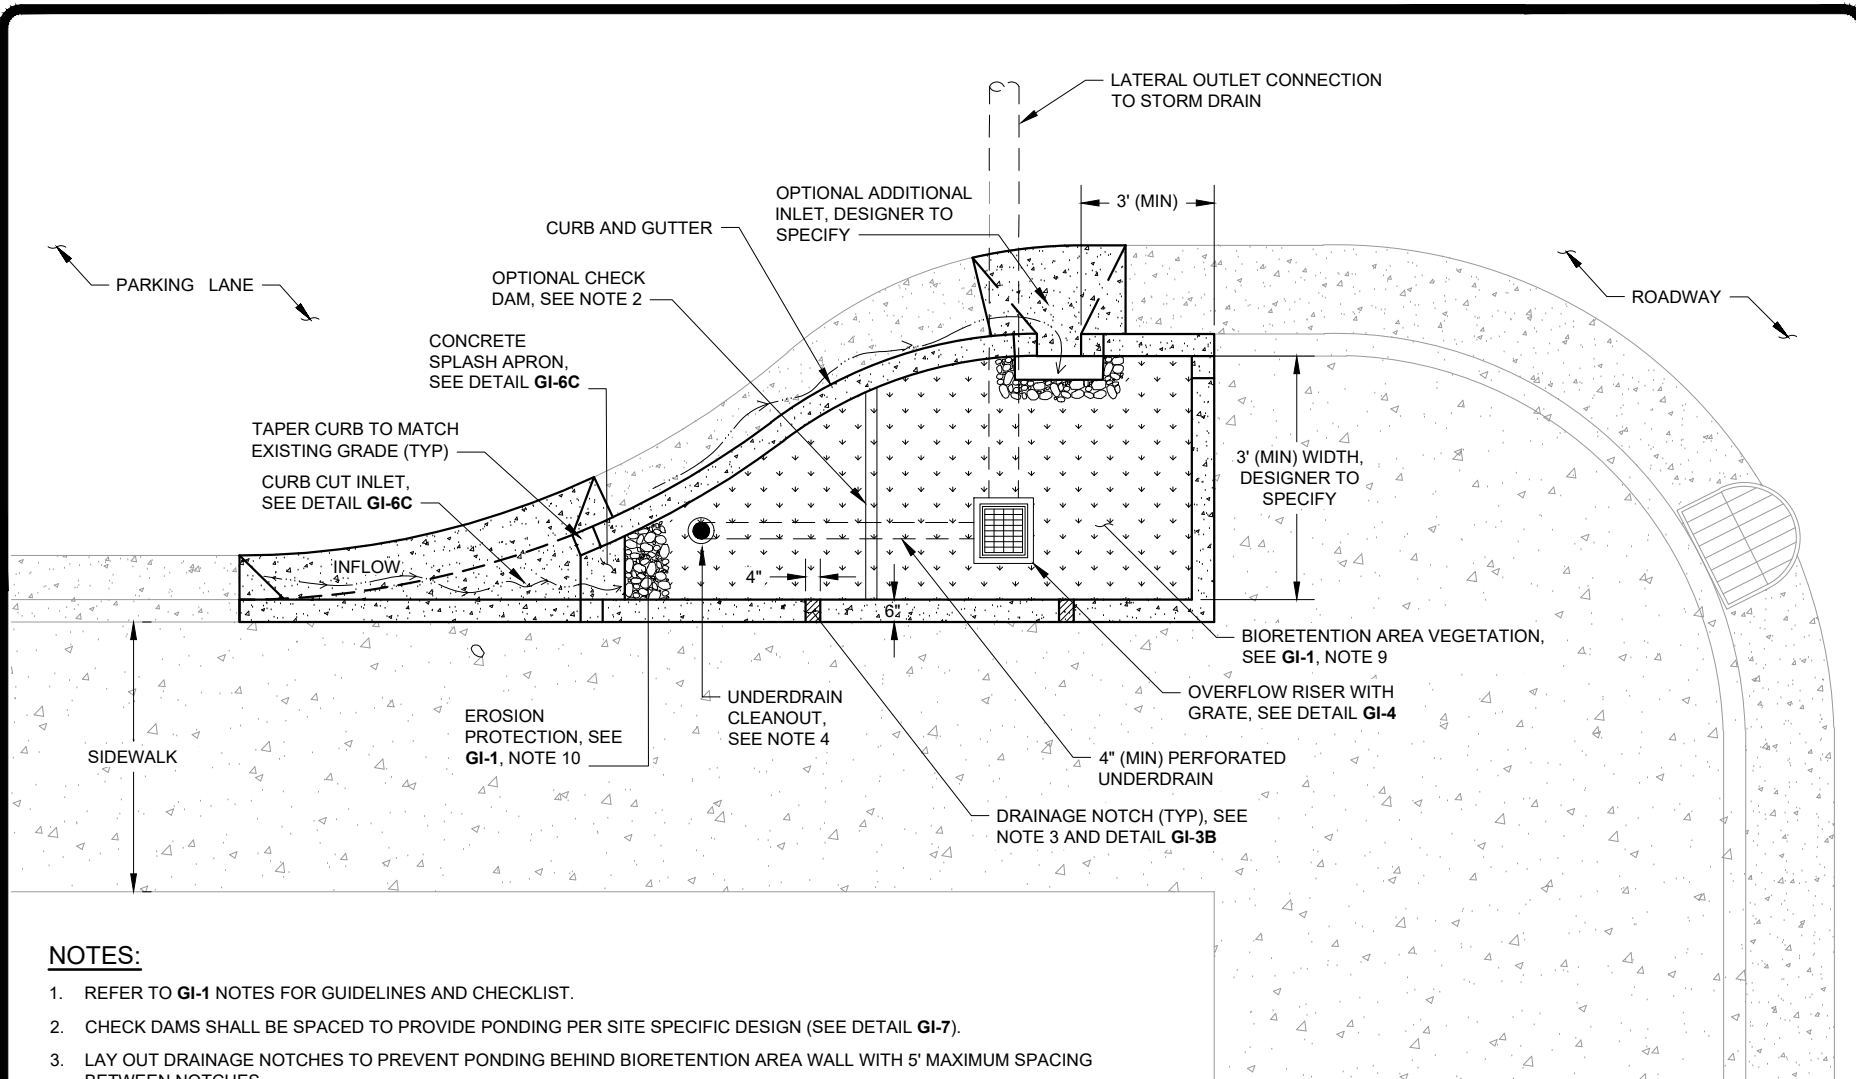 LATERAL OUTLET CONNECTION
TO STORM DRAIN
OPTIONAL ADDITIONAL
INLET, DESIGNER TO
SPECIFY
3' (MIN)
CURB AND GUTTER
OPTIONAL CHECK
DAM, SEE NOTE 2
PARKING LANE
ROADWAY
CONCRETE
SPLASH APRON,
SEE DETAIL GI-6C
TAPER CURB TO MATCH
EXISTING GRADE (TYP)
CURB CUT INLET,
SEE DETAIL GI-6C
3' (MIN) WIDTH,
DESIGNER TO
SPECIFY
INFLOW
4"
6"
BIORETENTION AREA VEGETATION,
SEE GI-1, NOTE 9
OVERFLOW RISER WITH
GRATE, SEE DETAIL GI-4
UNDERDRAIN
CLEANOUT,
SEE NOTE 4
EROSION
PROTECTION, SEE
GI-1, NOTE 10
SIDEWALK
4" (MIN) PERFORATED
UNDERDRAIN
DRAINAGE NOTCH (TYP), SEE
NOTE 3 AND DETAIL GI-3B
NOTES:
1. REFER TO GI-1 NOTES FOR GUIDELINES AND CHECKLIST.
2. CHECK DAMS SHALL BE SPACED TO PROVIDE PONDING PER SITE SPECIFIC DESIGN (SEE DETAIL GI-7).
3. LAY OUT DRAINAGE NOTCHES TO PREVENT PONDING BEHIND BIORETENTION AREA WALL WITH 5' MAXIMUM SPACING
BETWEEN NOTCHES